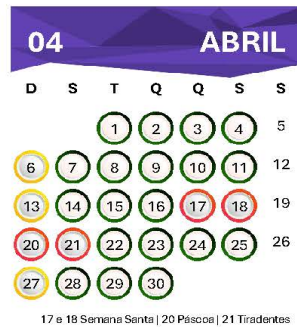 04 ABRIL
D S T Q Q S S
1 2 3 4 5
6 7 8 9 10 11 12
13 14 15 16 17 18 19
20 21 22 23 24 25 26
27 28 29 30
17 e 18 Semana Santa | 20 Páscoa | 21 Tiradentes